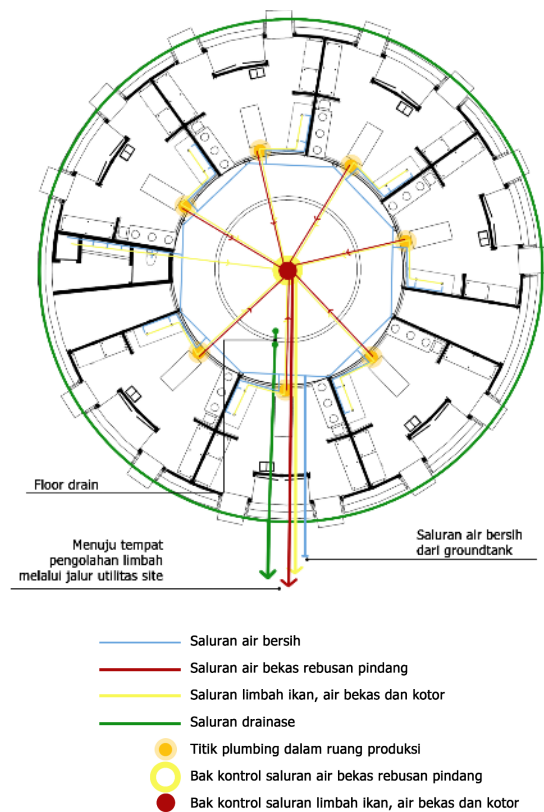 Floor drain
Menuju tempat
pengolahan limbah
melalui jalur utilitas site
Saluran air bersih
dari groundtank
Saluran air bersih
Saluran air bekas rebusan pindang
Saluran limbah ikan, air bekas dan kotor
Saluran drainase
Titik plumbing dalam ruang produksi
Bak kontrol saluran air bekas rebusan pindang
Bak kontrol saluran limbah ikan, air bekas dan kotor